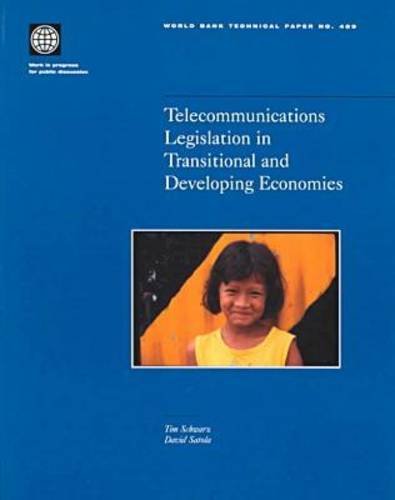 WORLD BANK TECHNICAL PAPER NO. 489
Work in progress
for public discussion
Telecommunications
Legislation in
Transitional and
Developing Economies
Tim Schwarz
David Satola